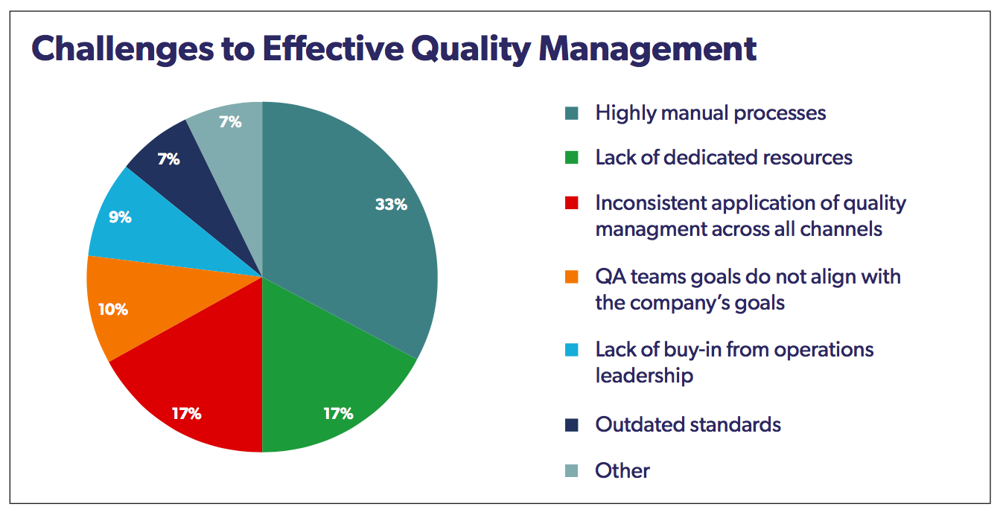 Challenges to Effective Quality Management
7%
7%
33%
9%
10%
17%
17%
Highly manual processes
Lack of dedicated resources
Inconsistent application of quality
managment across all channels
QA teams goals do not align with
the company’s goals
Lack of buy-in from operations
leadership
Outdated standards
Other